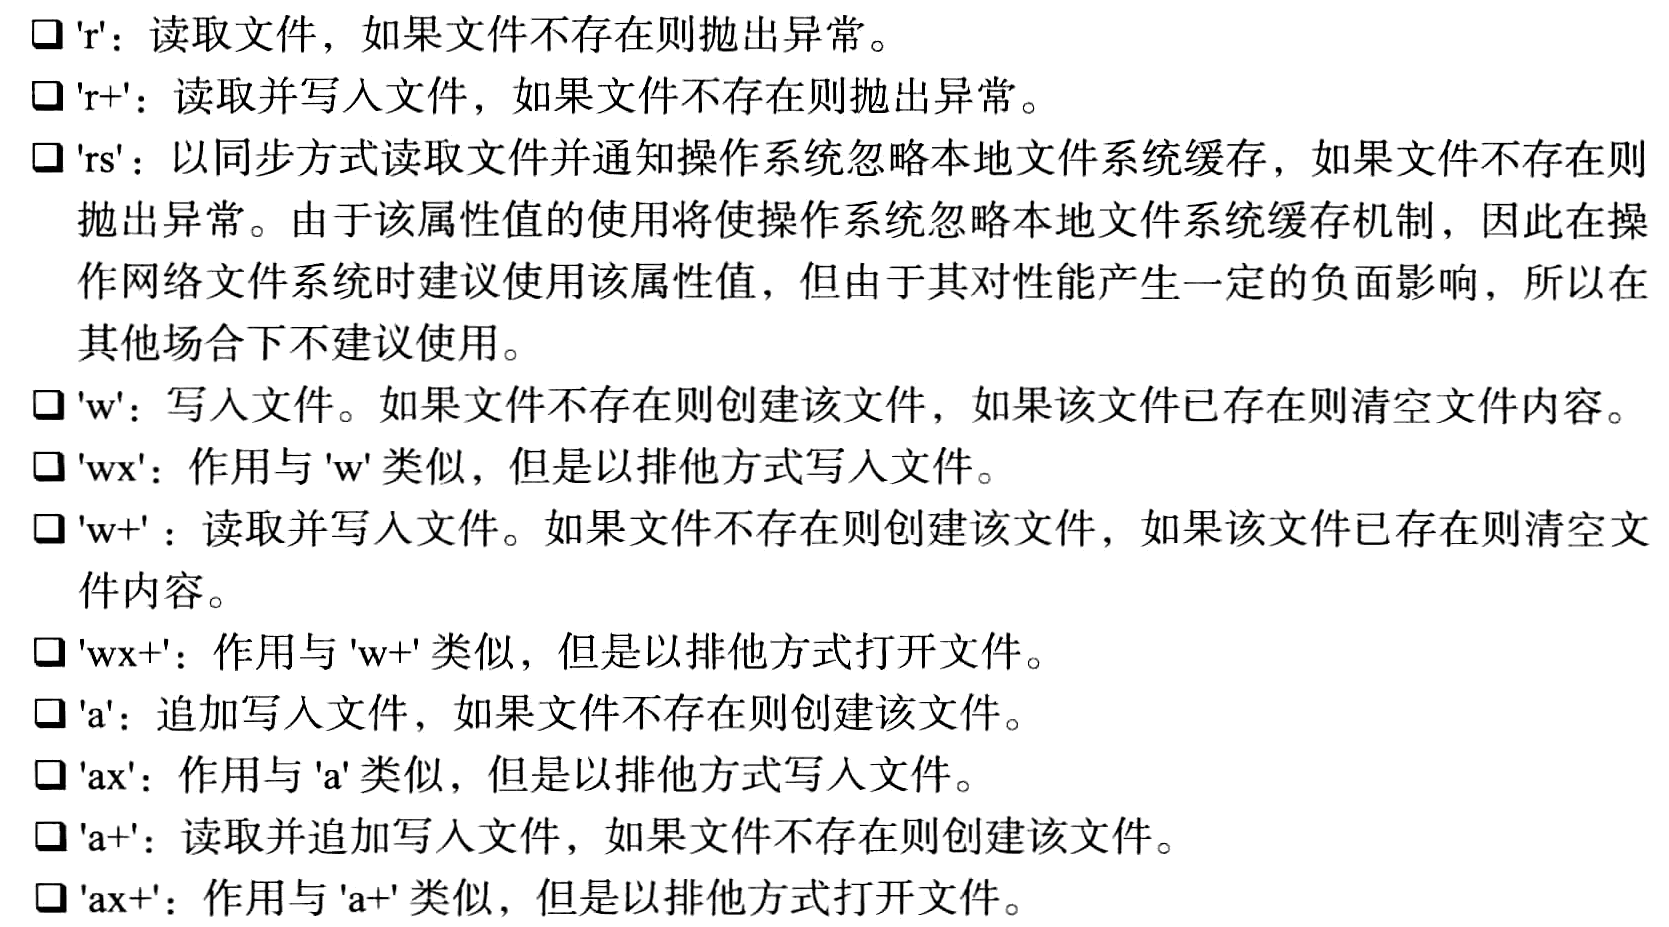 ❑ 'r'：读取文件，如果文件不存在则抛出异常。
❑ 'r+'：读取并写入文件，如果文件不存在则抛出异常。
❑ 'rs'：以同步方式读取文件并通知操作系统忽略本地文件系统缓存，如果文件不存在则
抛出异常。由于该属性值的使用将使操作系统忽略本地文件系统缓存机制，因此在操
作网络文件系统时建议使用该属性值，但由于其对性能产生一定的负面影响，所以在
其他场合下不建议使用。
❑ 'w'：写入文件。如果文件不存在则创建该文件，如果该文件已存在则清空文件内容。
❑ 'wx'：作用与 'w' 类似，但是以排他方式写入文件。
❑ 'w+'：读取并写入文件。如果文件不存在则创建该文件，如果该文件已存在则清空文
件内容。
❑ 'wx+'：作用与 'w+' 类似，但是以排他方式打开文件。
❑ 'a'：追加写入文件，如果文件不存在则创建该文件。
❑ 'ax'：作用与 'a' 类似，但是以排他方式写入文件。
❑ 'a+'：读取并追加写入文件，如果文件不存在则创建该文件。
❑ 'ax+'：作用与 'a+' 类似，但是以排他方式打开文件。